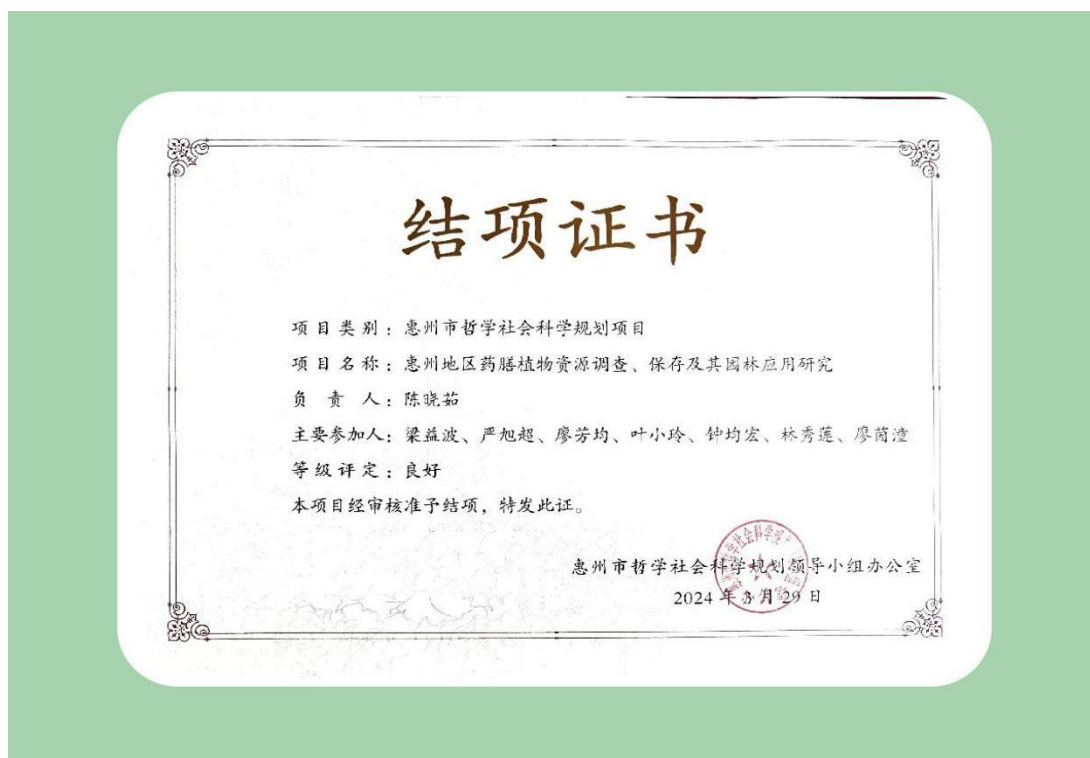 结项证书
项目类别：惠州市哲学社会科学规划项目
项目名称：惠州地区药膳植物资源调查、保存及其园林应用研究
负责人：陈晓茹
主要参加人：梁益波、严旭超、廖芳均、叶小玲、钟均宏、林秀莲、廖茵滢
等级评定：良好
本项目经审核准予结项，特发此证。
惠州市哲学社会科学规划领导小组办公室
2024年3月29日